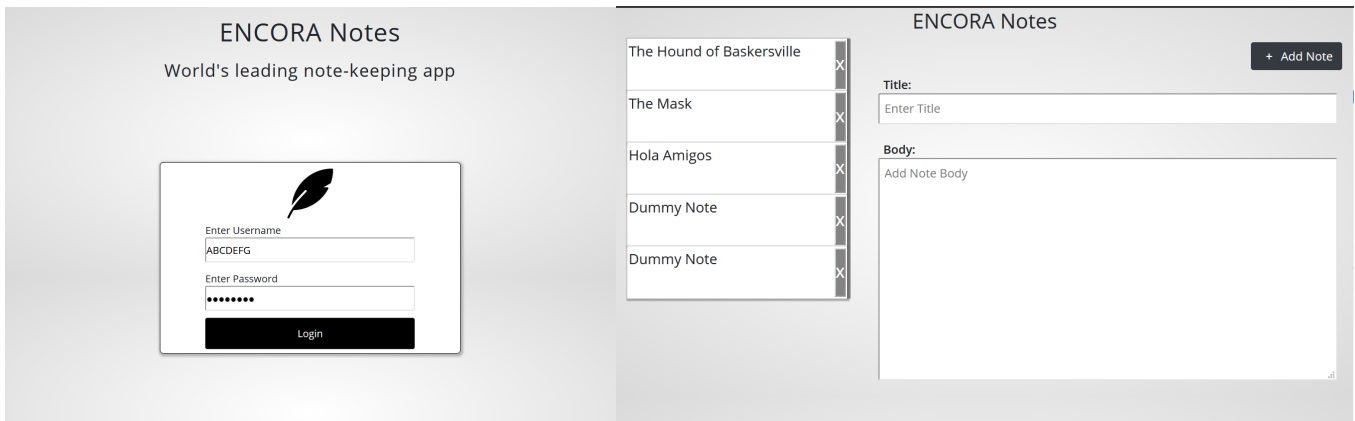 ENCORA Notes
World's leading note-keeping app
Enter Username
ABCDEFG
Enter Password
••••••••
Login
ENCORA Notes
The Hound of Baskersville
X
The Mask
X
Hola Amigos
X
Dummy Note
X
Dummy Note
X
+ Add Note
Title:
Enter Title
Body:
Add Note Body